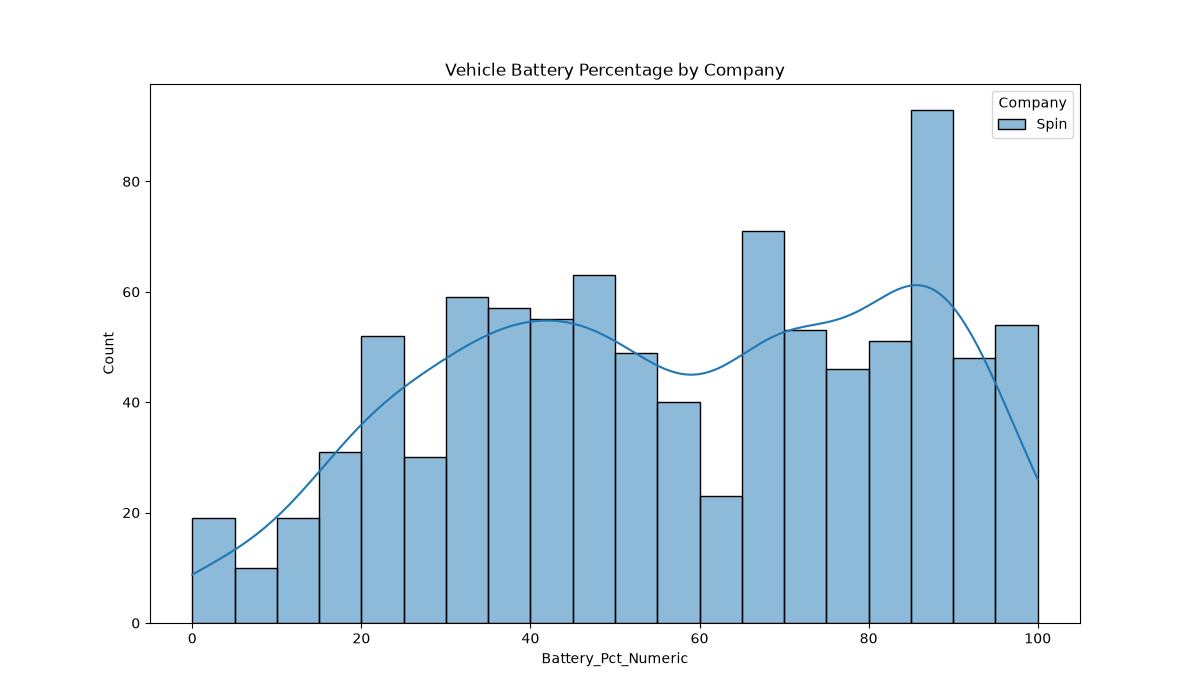 Vehicle Battery Percentage by Company
Company
Spin
80
60
40
20
0
Count
0 20 40 60 80 100
Battery_Pct_Numeric